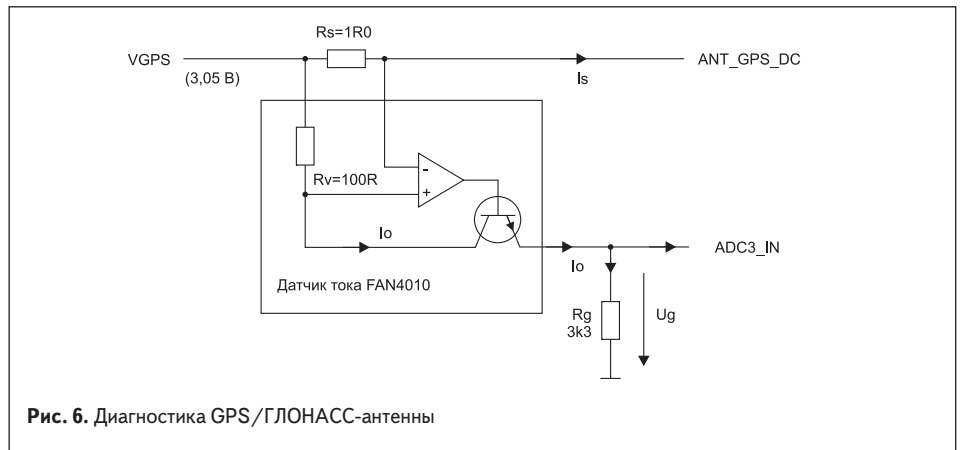 Rs=1R0
VGPS
(3,05 В)
ANT_GPS_DC
Is
Rv=100R
-
+
Io
Io
ADC3_IN
Датчик тока FAN4010
Rg
3k3
Ug
Рис. 6. Диагностика GPS/ГЛОНАСС-антенны